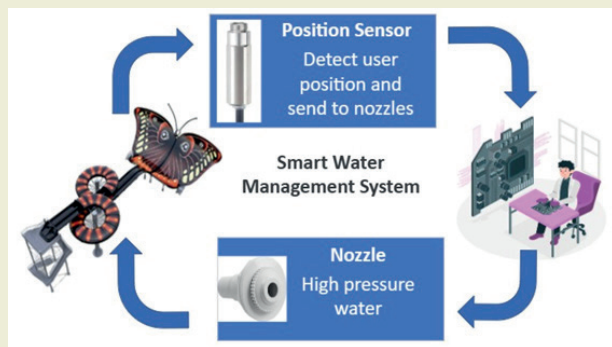 Position Sensor
Detect user
position and
send to nozzles
Smart Water
Management System
Nozzle
High pressure
water